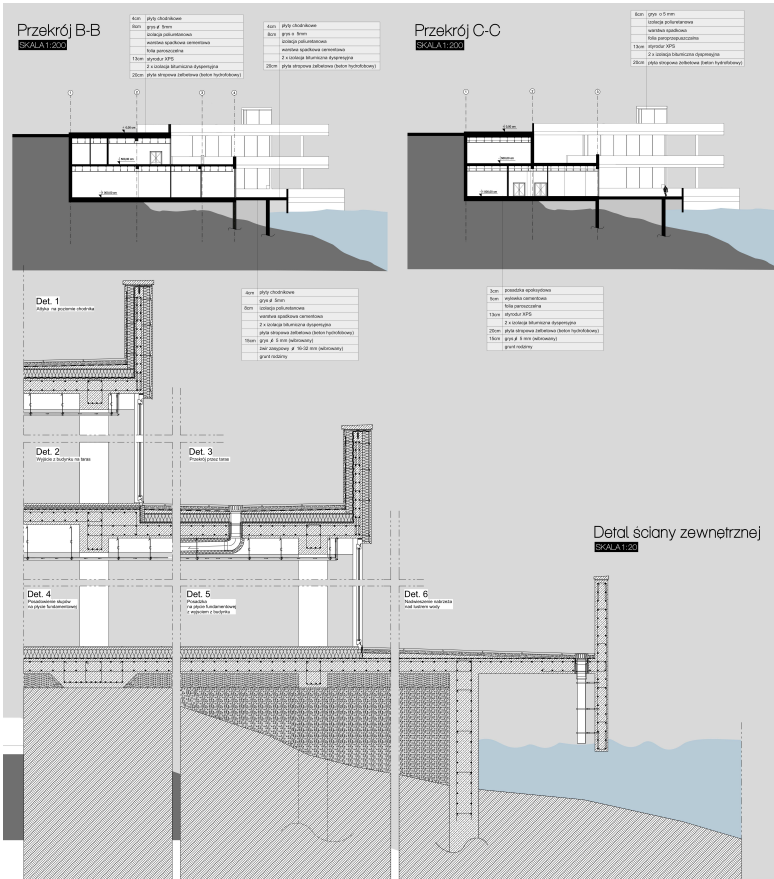 Przekrój B-B
SKALA 1:200
4cm płyty chodnikowe
8cm grys ø 5mm
izolacja poliuretanowa
warstwa spadkowa cementowa
folia paroszczelna
13cm styrodur XPS
2 x izolacja bitumiczna dyspersyjna
20cm płyta stropowa żelbetowa (beton hydrofobowy)
4cm płyty chodnikowe
8cm grys o 5mm
izolacja poliuretanowa
warstwa spadkowa cementowa
2 x izolacja bitumiczna dyspersyjna
20cm płyta stropowa żelbetowa (beton hydrofobowy)
Przekrój C-C
SKALA 1:200
8cm grys o 5 mm
izolacja poliuretanowa
warstwa spadkowa
folia paroprzepuszczalna
13cm styrodur XPS
2 x izolacja bitumiczna dyspersyjna
20cm płyta stropowa żelbetowa (beton hydrofobowy)
4cm płyty chodnikowe
grys ø 5mm
8cm izolacja poliuretanowa
warstwa spadkowa cementowa
2 x izolacja bitumiczna dyspersyjna
płyta stropowa żelbetowa (beton hydrofobowy)
15cm grys ø 5 mm (wibrowany)
żwir zasypowy ø 16-32 mm (wibrowany)
grunt rodzimy
3cm posadzka epoksydowa
5cm wylewka cementowa
folia paroszczelna
13cm styrodur XPS
2 x izolacja bitumiczna dyspersyjna
20cm płyta stropowa żelbetowa (beton hydrofobowy)
15cm grys ø 5 mm (wibrowany)
grunt rodzimy
Det. 1
Attyka na poziomie chodnika
Det. 2
Wyjście z budynku na taras
Det. 3
Przekrój przez taras
Detal ściany zewnętrznej
SKALA 1:20
Det. 4
Posadowienie słupów
na płycie fundamentowej
Det. 5
Posadzka
na płycie fundamentowej
z wyjściem z budynku
Det. 6
Nadwieszenie nabrzeża
nad lustrem wody